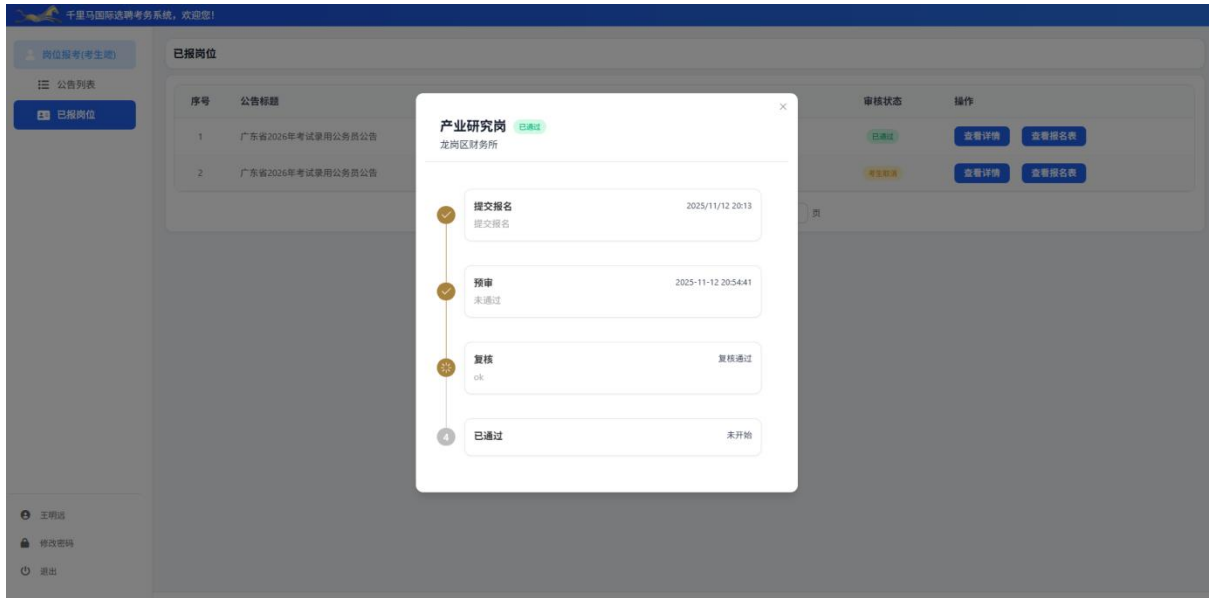 千里马国际选聘考务系统，欢迎您！
岗位报考(考生端)
公告列表
已报岗位
已报岗位
序号 公告标题 审核状态 操作
1 广东省2026年考试录用公务员公告 已通过 查看详情 查看报名表
2 广东省2026年考试录用公务员公告 考生取消 查看详情 查看报名表
页
产业研究岗 已通过
龙岗区财务所
提交报名 2025/11/12 20:13
提交报名
预审 2025-11-12 20:54:41
未通过
复核 复核通过
ok
4 已通过 未开始
王明远
修改密码
退出